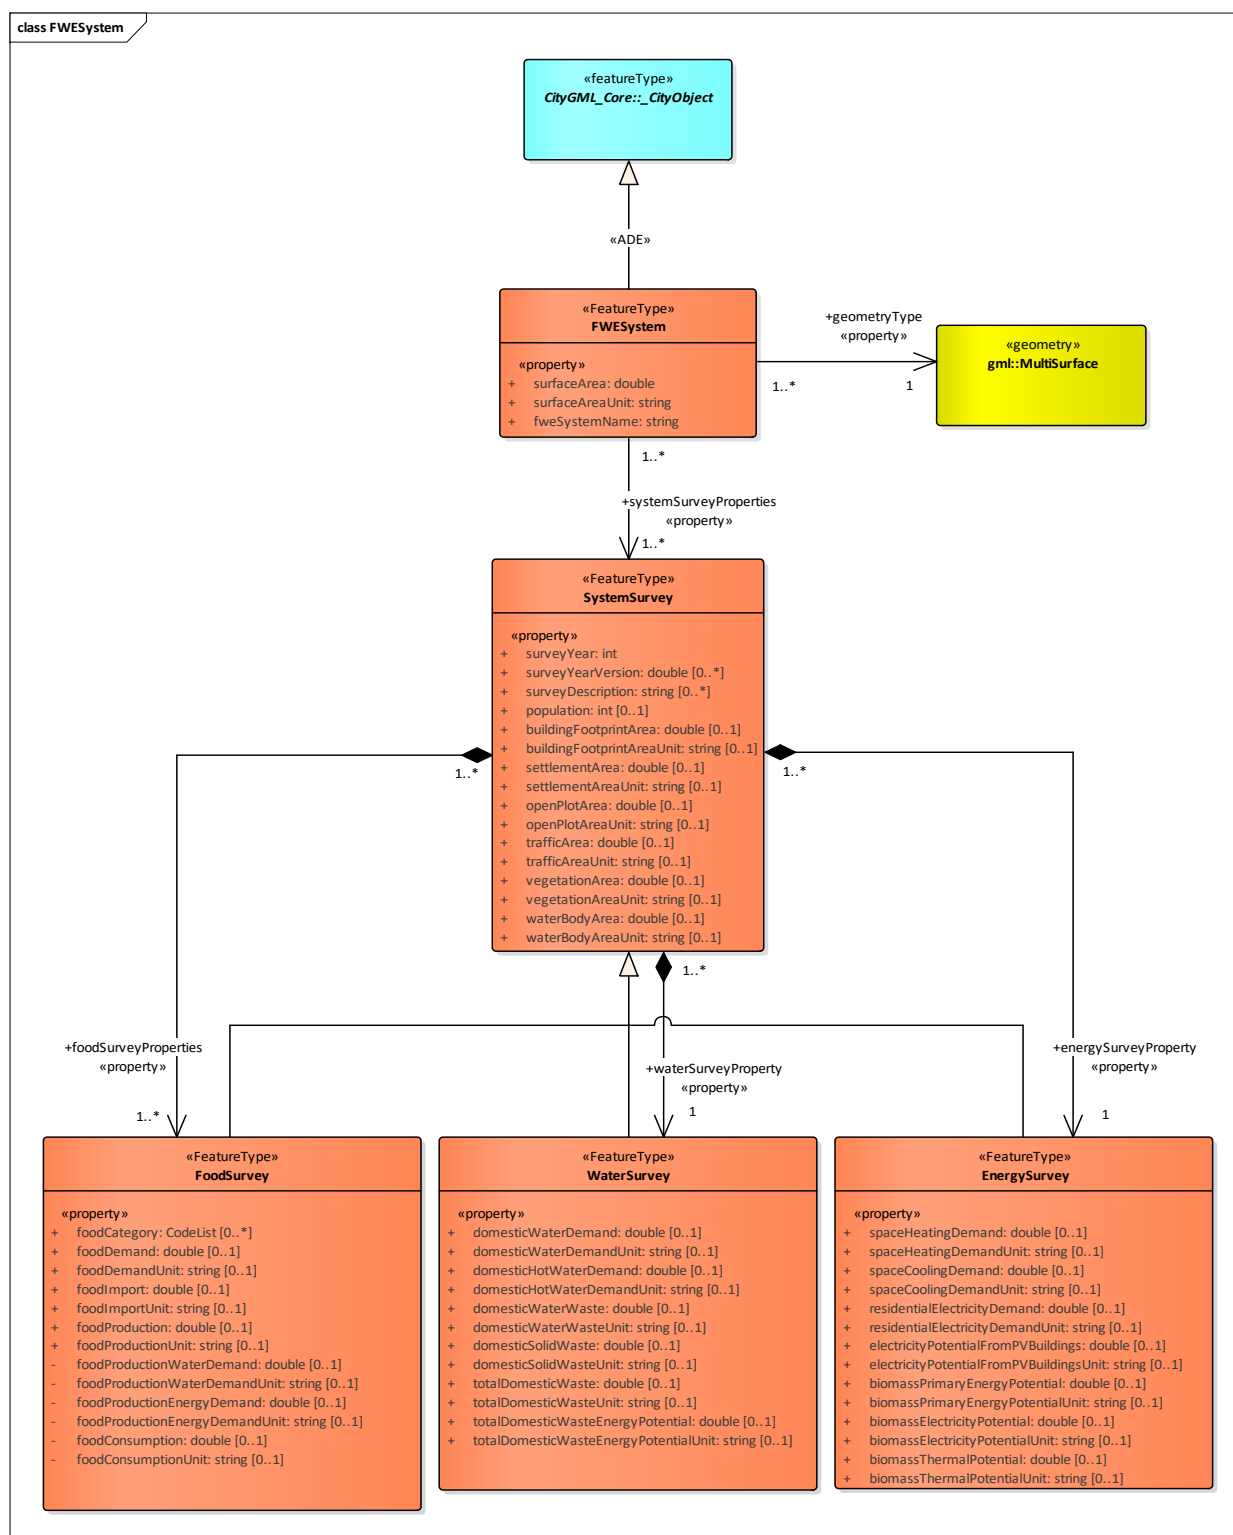 class FWESystem
«featureType»
CityGML_Core::_CityObject
«ADE»
«FeatureType»
FWESystem
«property»
+ surfaceArea: double
+ surfaceAreaUnit: string
+ fweSystemName: string
+geometryType
«property»
1..*
1
«geometry»
gml::MultiSurface
1..*
+systemSurveyProperties
«property»
1..*
«FeatureType»
SystemSurvey
«property»
+ surveyYear: int
+ surveyYearVersion: double [0..*]
+ surveyDescription: string [0..*]
+ population: int [0..1]
+ buildingFootprintArea: double [0..1]
+ buildingFootprintAreaUnit: string [0..1]
+ settlementArea: double [0..1]
+ settlementAreaUnit: string [0..1]
+ openPlotArea: double [0..1]
+ openPlotAreaUnit: string [0..1]
+ trafficArea: double [0..1]
+ trafficAreaUnit: string [0..1]
+ vegetationArea: double [0..1]
+ vegetationAreaUnit: string [0..1]
+ waterBodyArea: double [0..1]
+ waterBodyAreaUnit: string [0..1]
1..*
1..*
1..*
+foodSurveyProperties
«property»
1..*
+waterSurveyProperty
«property»
1
+energySurveyProperty
«property»
1
«FeatureType»
FoodSurvey
«property»
+ foodCategory: CodeList [0..*]
+ foodDemand: double [0..1]
+ foodDemandUnit: string [0..1]
+ foodImport: double [0..1]
+ foodImportUnit: string [0..1]
+ foodProduction: double [0..1]
+ foodProductionUnit: string [0..1]
- foodProductionWaterDemand: double [0..1]
- foodProductionWaterDemandUnit: string [0..1]
- foodProductionEnergyDemand: double [0..1]
- foodProductionEnergyDemandUnit: string [0..1]
- foodConsumption: double [0..1]
- foodConsumptionUnit: string [0..1]
«FeatureType»
WaterSurvey
«property»
+ domesticWaterDemand: double [0..1]
+ domesticWaterDemandUnit: string [0..1]
+ domesticHotWaterDemand: double [0..1]
+ domesticHotWaterDemandUnit: string [0..1]
+ domesticWaterWaste: double [0..1]
+ domesticWaterWasteUnit: string [0..1]
+ domesticSolidWaste: double [0..1]
+ domesticSolidWasteUnit: string [0..1]
+ totalDomesticWaste: double [0..1]
+ totalDomesticWasteUnit: string [0..1]
+ totalDomesticWasteEnergyPotential: double [0..1]
+ totalDomesticWasteEnergyPotentialUnit: string [0..1]
«FeatureType»
EnergySurvey
«property»
+ spaceHeatingDemand: double [0..1]
+ spaceHeatingDemandUnit: string [0..1]
+ spaceCoolingDemand: double [0..1]
+ spaceCoolingDemandUnit: string [0..1]
+ residentialElectricityDemand: double [0..1]
+ residentialElectricityDemandUnit: string [0..1]
+ electricityPotentialFromPVBuildings: double [0..1]
+ electricityPotentialFromPVBuildingsUnit: string [0..1]
+ biomassPrimaryEnergyPotential: double [0..1]
+ biomassPrimaryEnergyPotentialUnit: string [0..1]
+ biomassElectricityPotential: double [0..1]
+ biomassElectricityPotentialUnit: string [0..1]
+ biomassThermalPotential: double [0..1]
+ biomassThermalPotentialUnit: string [0..1]